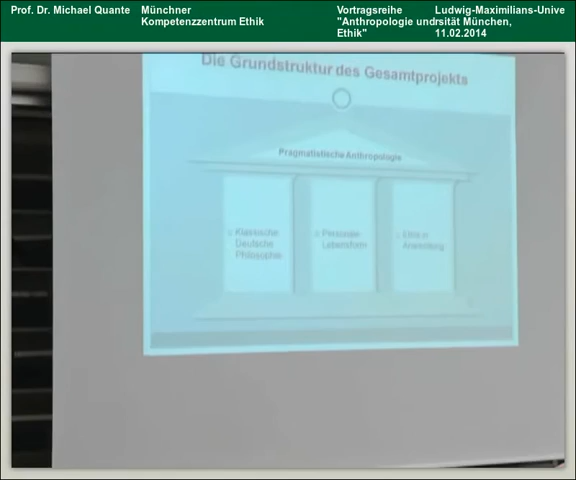 Prof. Dr. Michael Quante
Münchner
Kompetenzzentrum Ethik
Vortragsreihe
"Anthropologie und
Ethik"
Ludwig-Maximilians-Unive
rsität München,
11.02.2014
Die Grundstruktur des Gesamtprojekts
Pragmatistische Anthropologie
Klassische
Deutsche
Philosophie
Personale
Lebensform
Ethik in
Anwendung